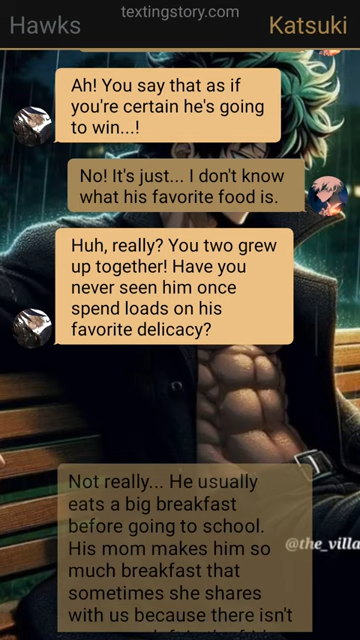 textingstory.com
Hawks
Katsuki
Ah! You say that as if
you're certain he's going
to win...!
No! It's just... I don't know
what his favorite food is.
Huh, really? You two grew
up together! Have you
never seen him once
spend loads on his
favorite delicacy?
Not really... He usually
eats a big breakfast
before going to school.
His mom makes him so
much breakfast that
sometimes she shares
with us because there isn't
@the_villa